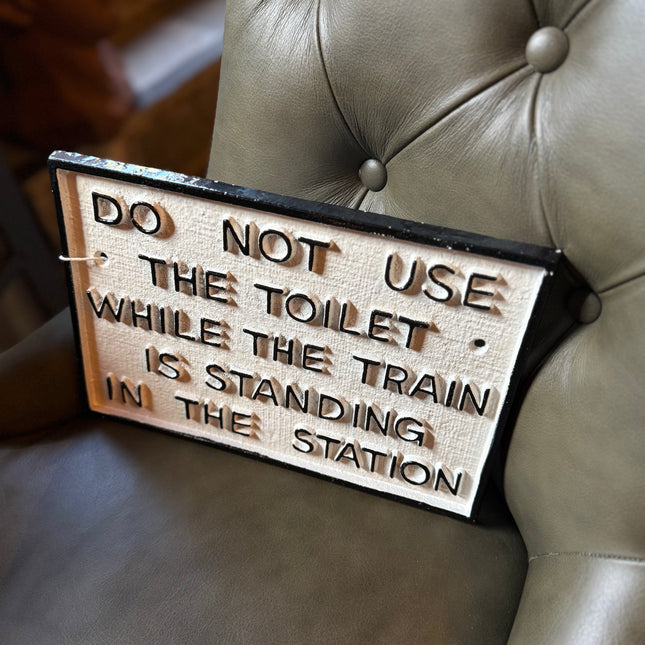 DO NOT USE
THE TOILET
WHILE THE TRAIN
IS STANDING
IN THE STATION